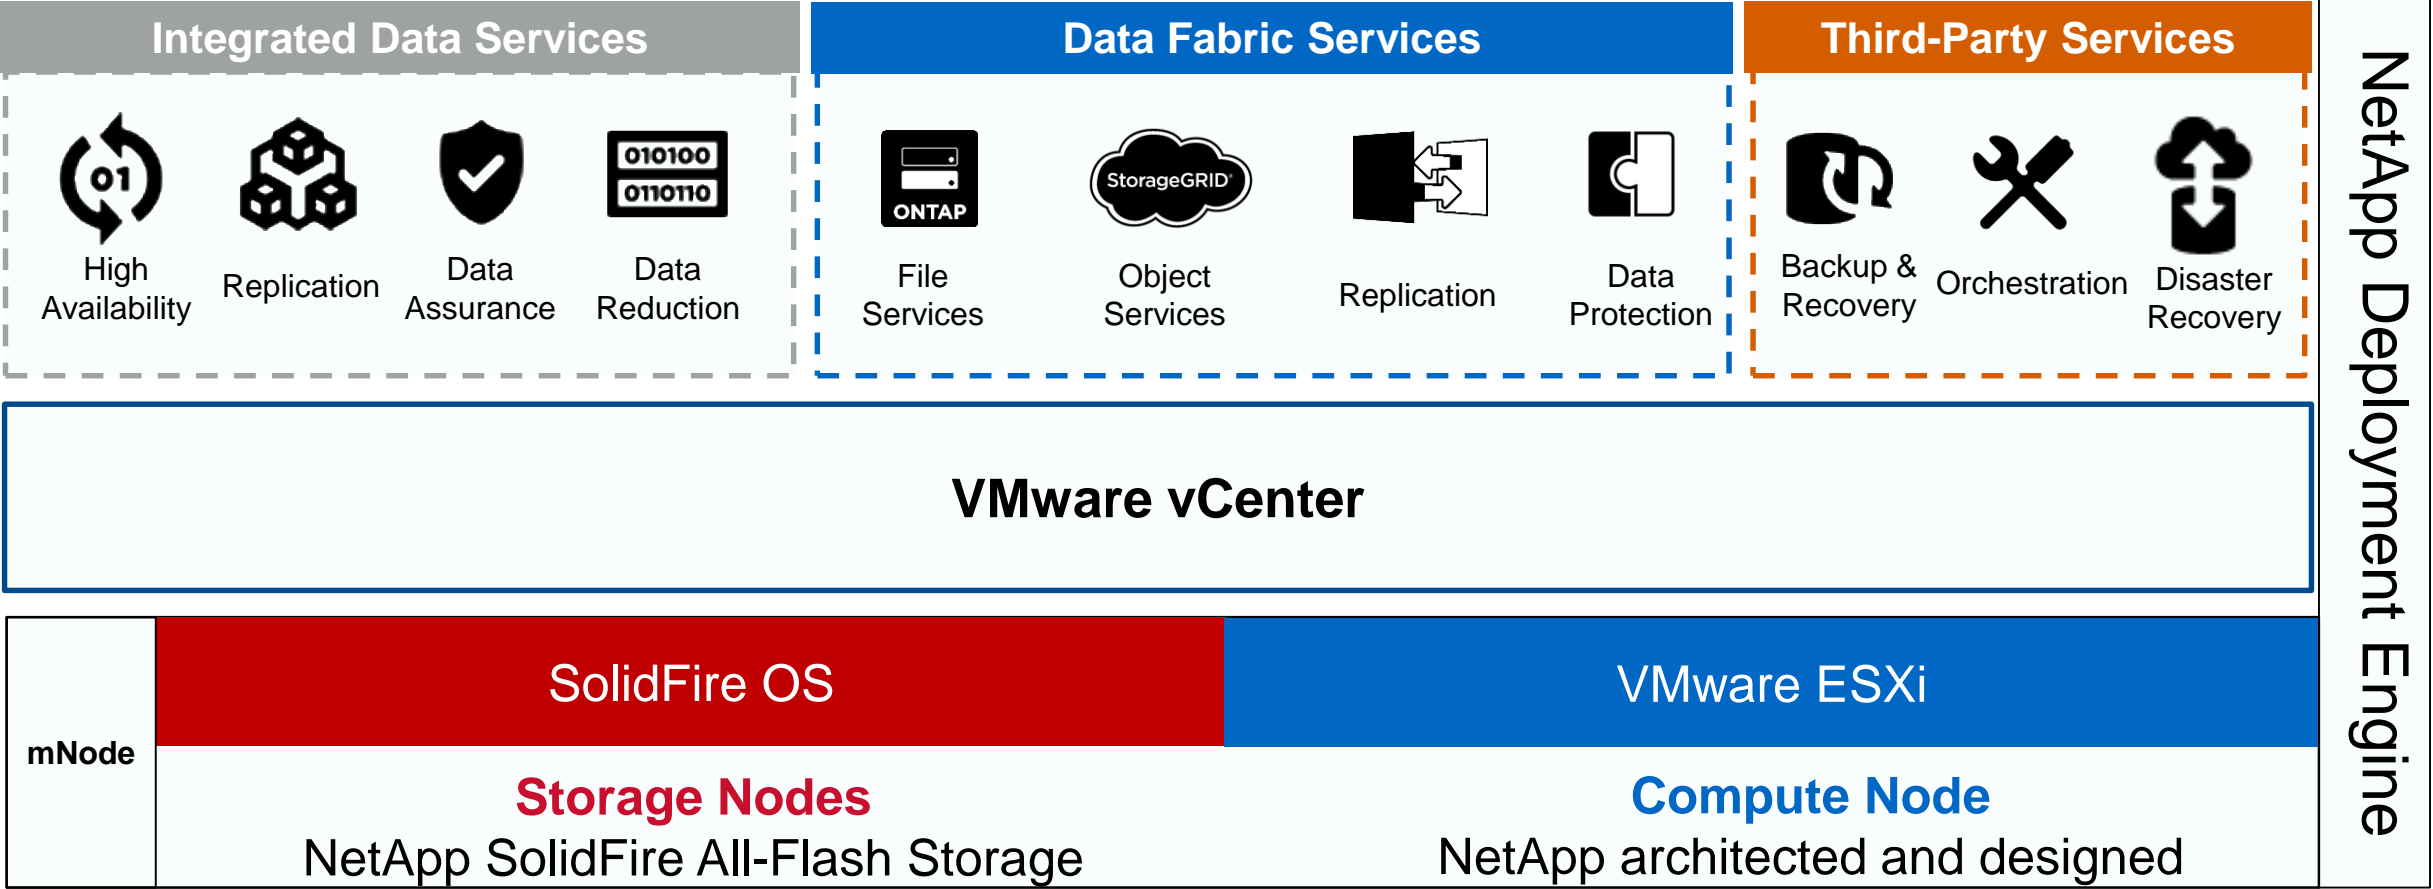 Integrated Data Services
Data Fabric Services
Third-Party Services
01
High
Availability
Replication
Data
Assurance
010100
0110110
Data
Reduction
ONTAP
File
Services
StorageGRID®
Object
Services
Replication
Data
Protection
Backup &
Recovery
Orchestration
Disaster
Recovery
VMware vCenter
mNode
SolidFire OS
Storage Nodes
NetApp SolidFire All-Flash Storage
VMware ESXi
Compute Node
NetApp architected and designed
NetApp Deployment Engine